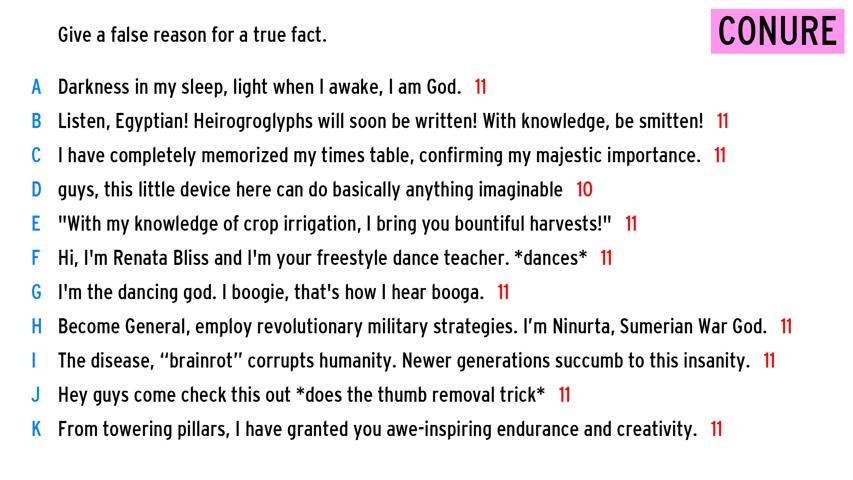 Give a false reason for a true fact.
CONURE
A Darkness in my sleep, light when I awake, I am God. 11
B Listen, Egyptian! Heirogroglyphs will soon be written! With knowledge, be smitten! 11
C I have completely memorized my times table, confirming my majestic importance. 11
D guys, this little device here can do basically anything imaginable 10
E "With my knowledge of crop irrigation, I bring you bountiful harvests!" 11
F Hi, I'm Renata Bliss and I'm your freestyle dance teacher. *dances* 11
G I'm the dancing god. I boogie, that's how I hear booga. 11
H Become General, employ revolutionary military strategies. I’m Ninurta, Sumerian War God. 11
I The disease, “brainrot” corrupts humanity. Newer generations succumb to this insanity. 11
J Hey guys come check this out *does the thumb removal trick* 11
K From towering pillars, I have granted you awe-inspiring endurance and creativity. 11